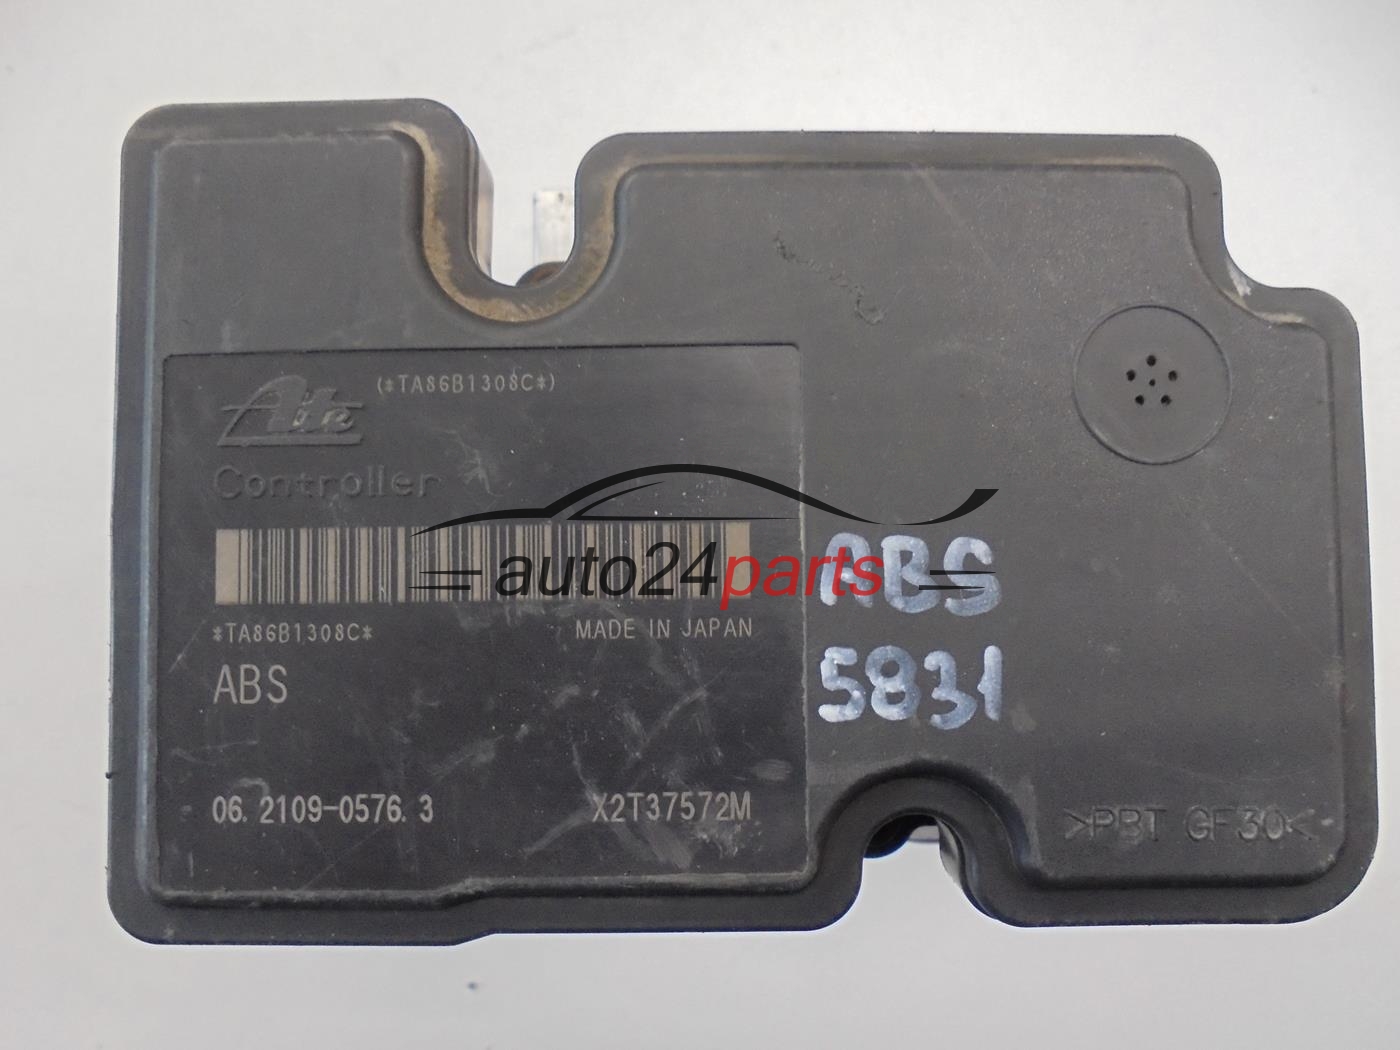 Ate (*TA86B1308C*)
Controller
auto24parts
*TA86B1308C* MADE IN JAPAN
ABS
06.2109-0576.3 X2T37572M
ABS
5831
>PBT GF30<